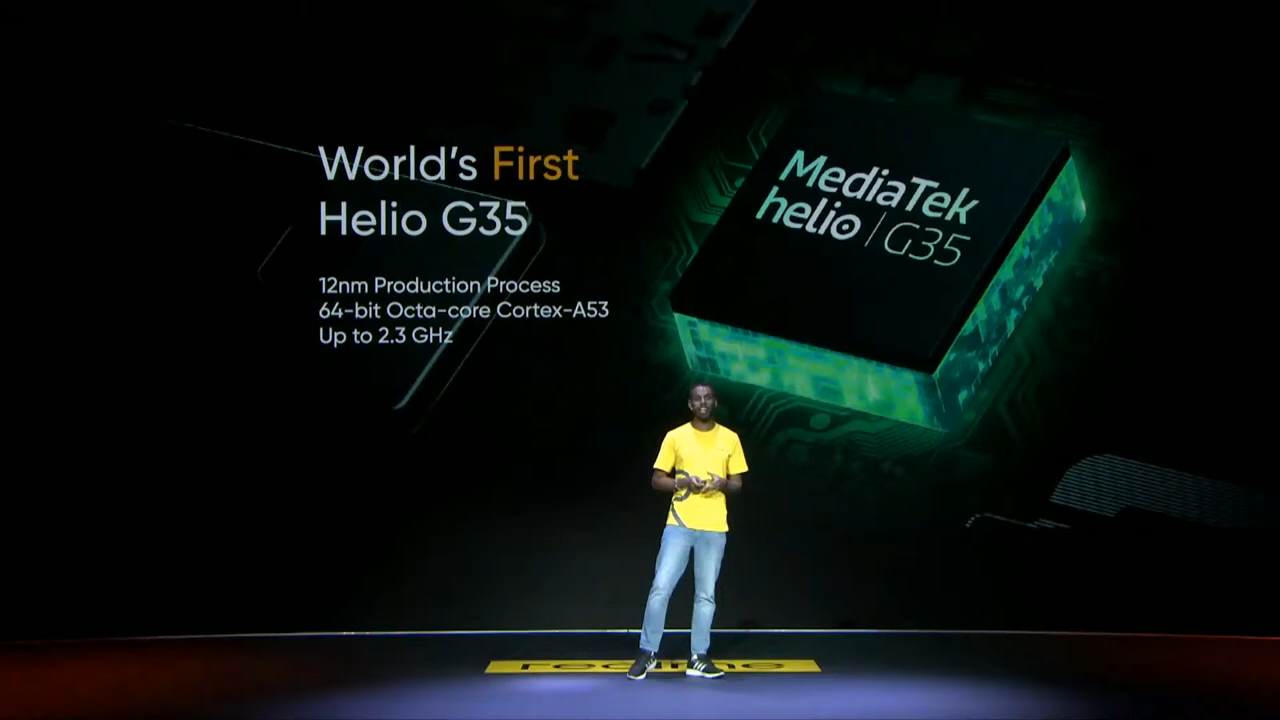 World's First
Helio G35
12nm Production Process
64-bit Octa-core Cortex-A53
Up to 2.3 GHz
MediaTek
helio | G35
realme